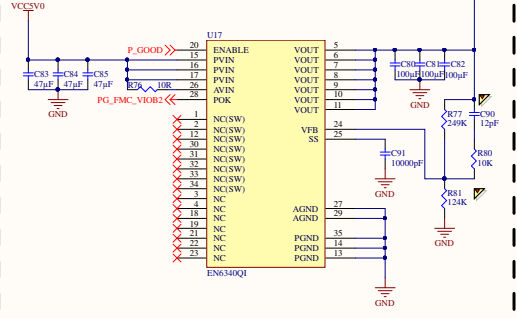 VCC5V0
U17
P_GOOD 20 ENABLE VOUT 5
15 PVIN VOUT 6
16 PVIN VOUT 7
17 PVIN VOUT 8
R76 10R 26 AVIN VOUT 9
PG_FMC_VIOB2 28 POK VOUT 10
VOUT 11
C83 C84 C85
47µF 47µF 47µF
GND
C80 C81 C82
100µF 100µF 100µF
GND
1 NC(SW)
2 NC(SW)
12 NC(SW)
30 NC(SW)
31 NC(SW)
32 NC(SW)
33 NC(SW)
34 NC(SW)
3 NC
4 NC
18 NC
19 NC
21 NC
22 NC
23 NC
VFB 24
SS 25
AGND 27
AGND 29
PGND 35
PGND 14
PGND 13
EN6340QI
C91
10000pF
GND
R77
249K
C90
12pF
R80
10K
R81
124K
GND
GND